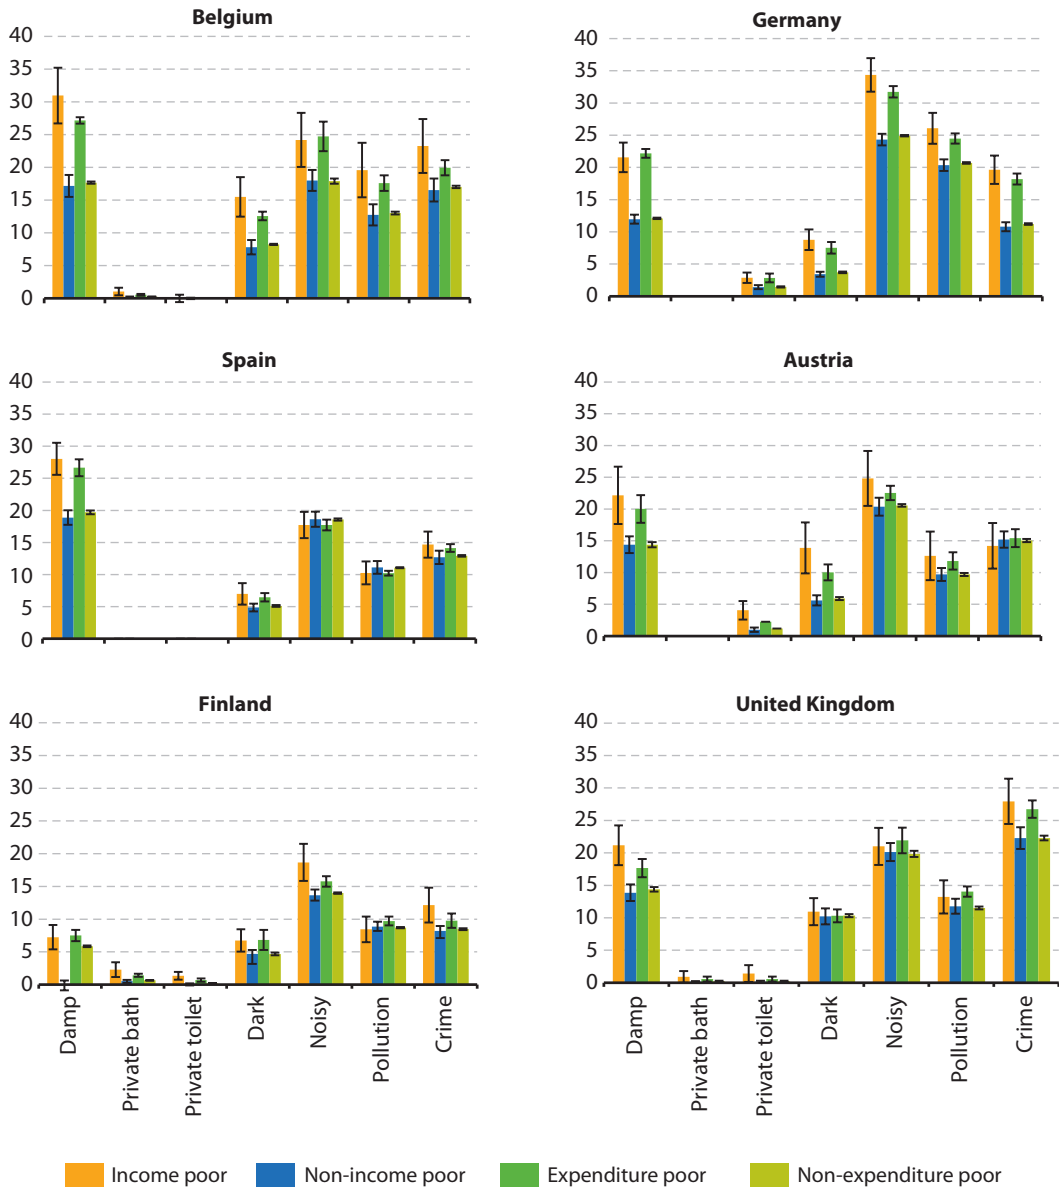 Belgium
40
35
30
25
20
15
10
5
0
Germany
40
35
30
25
20
15
10
5
0
Spain
40
35
30
25
20
15
10
5
0
Austria
40
35
30
25
20
15
10
5
0
Finland
40
35
30
25
20
15
10
5
0
Damp
Private bath
Private toilet
Dark
Noisy
Pollution
Crime
United Kingdom
40
35
30
25
20
15
10
5
0
Damp
Private bath
Private toilet
Dark
Noisy
Pollution
Crime
Income poor Non-income poor Expenditure poor Non-expenditure poor